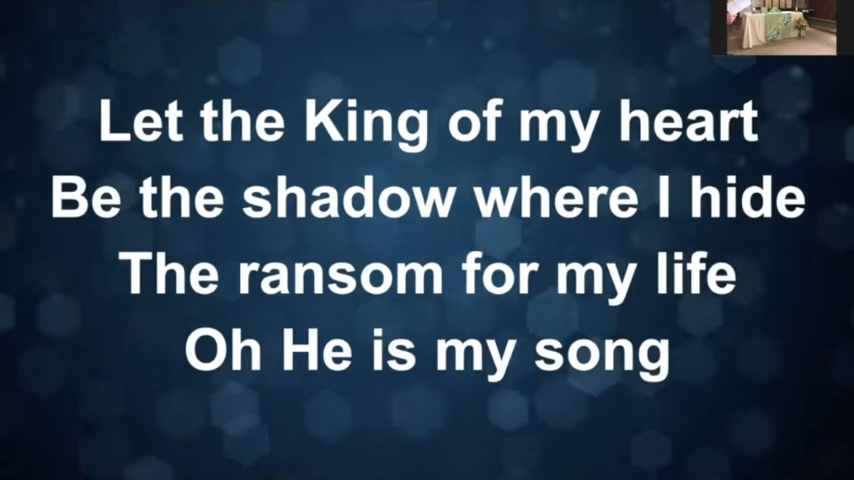 Let the King of my heart
Be the shadow where I hide
The ransom for my life
Oh He is my song